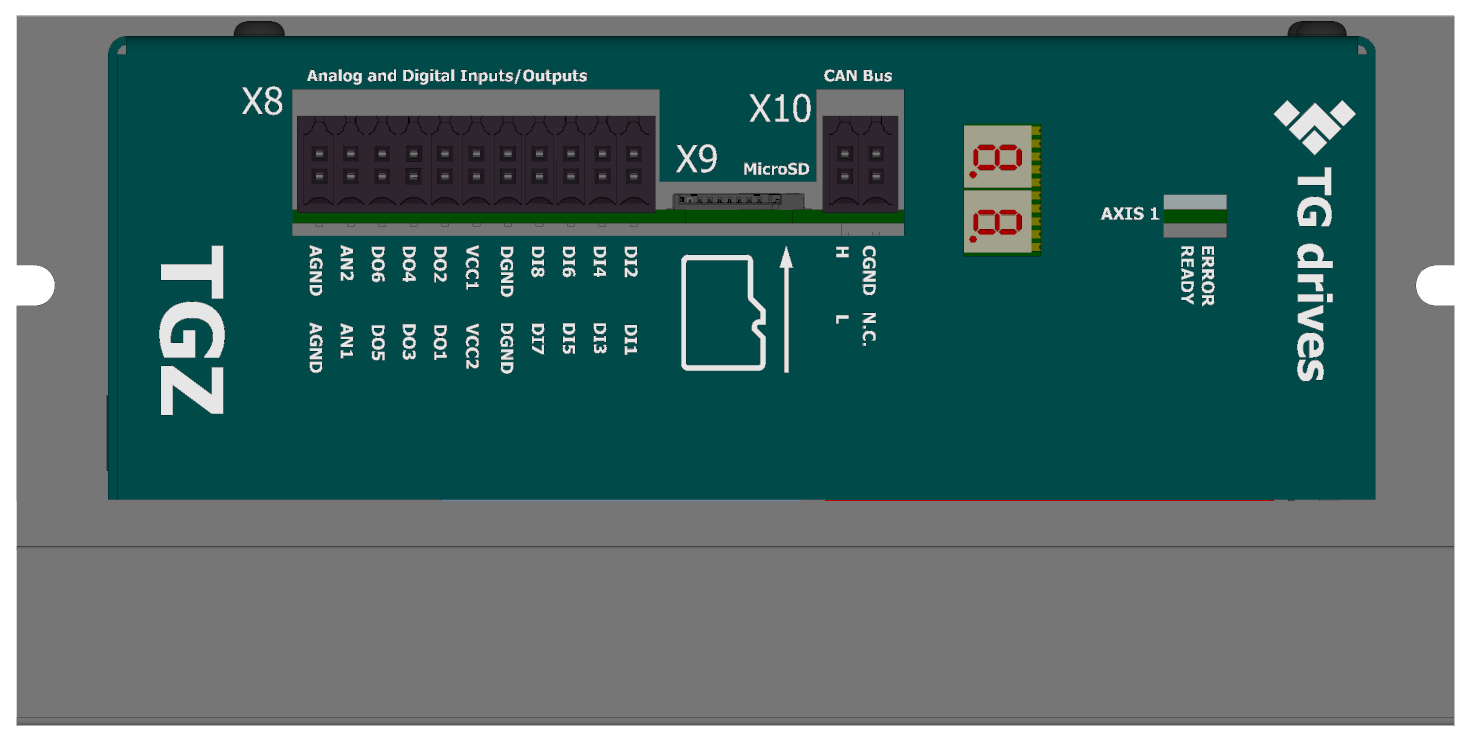 Analog and Digital Inputs/Outputs
X8
CAN Bus
X10
X9
MicroSD
AGND AN2 DO6 DO4 DO2 VCC1 DGND DI8 DI6 DI4 DI2
AGND AN1 DO5 DO3 DO1 VCC2 DGND DI7 DI5 DI3 DI1
H CGND
L N.C.
8.
8.
AXIS 1
ERROR
READY
TGZ
TG drives